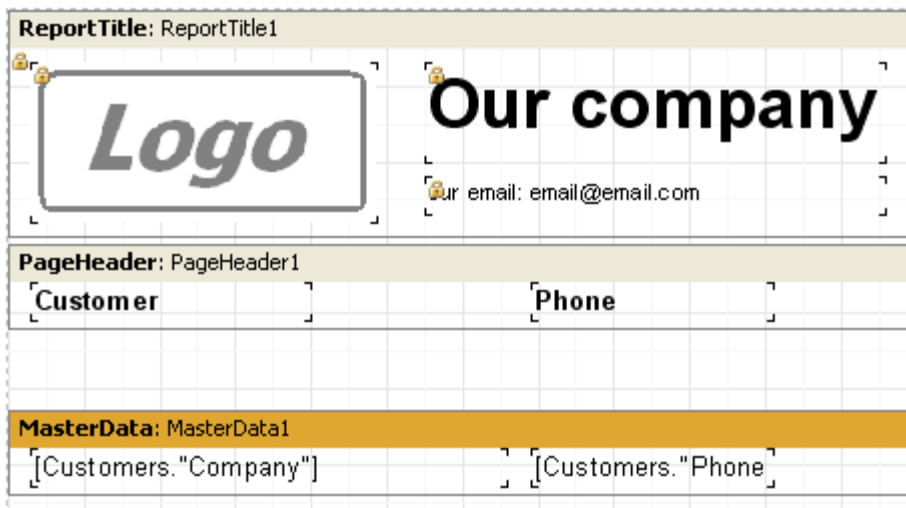 ReportTitle: ReportTitle1
Logo
Our company
ur email: email@email.com
PageHeader: PageHeader1
Customer Phone
MasterData: MasterData1
[Customers."Company"] [Customers."Phone